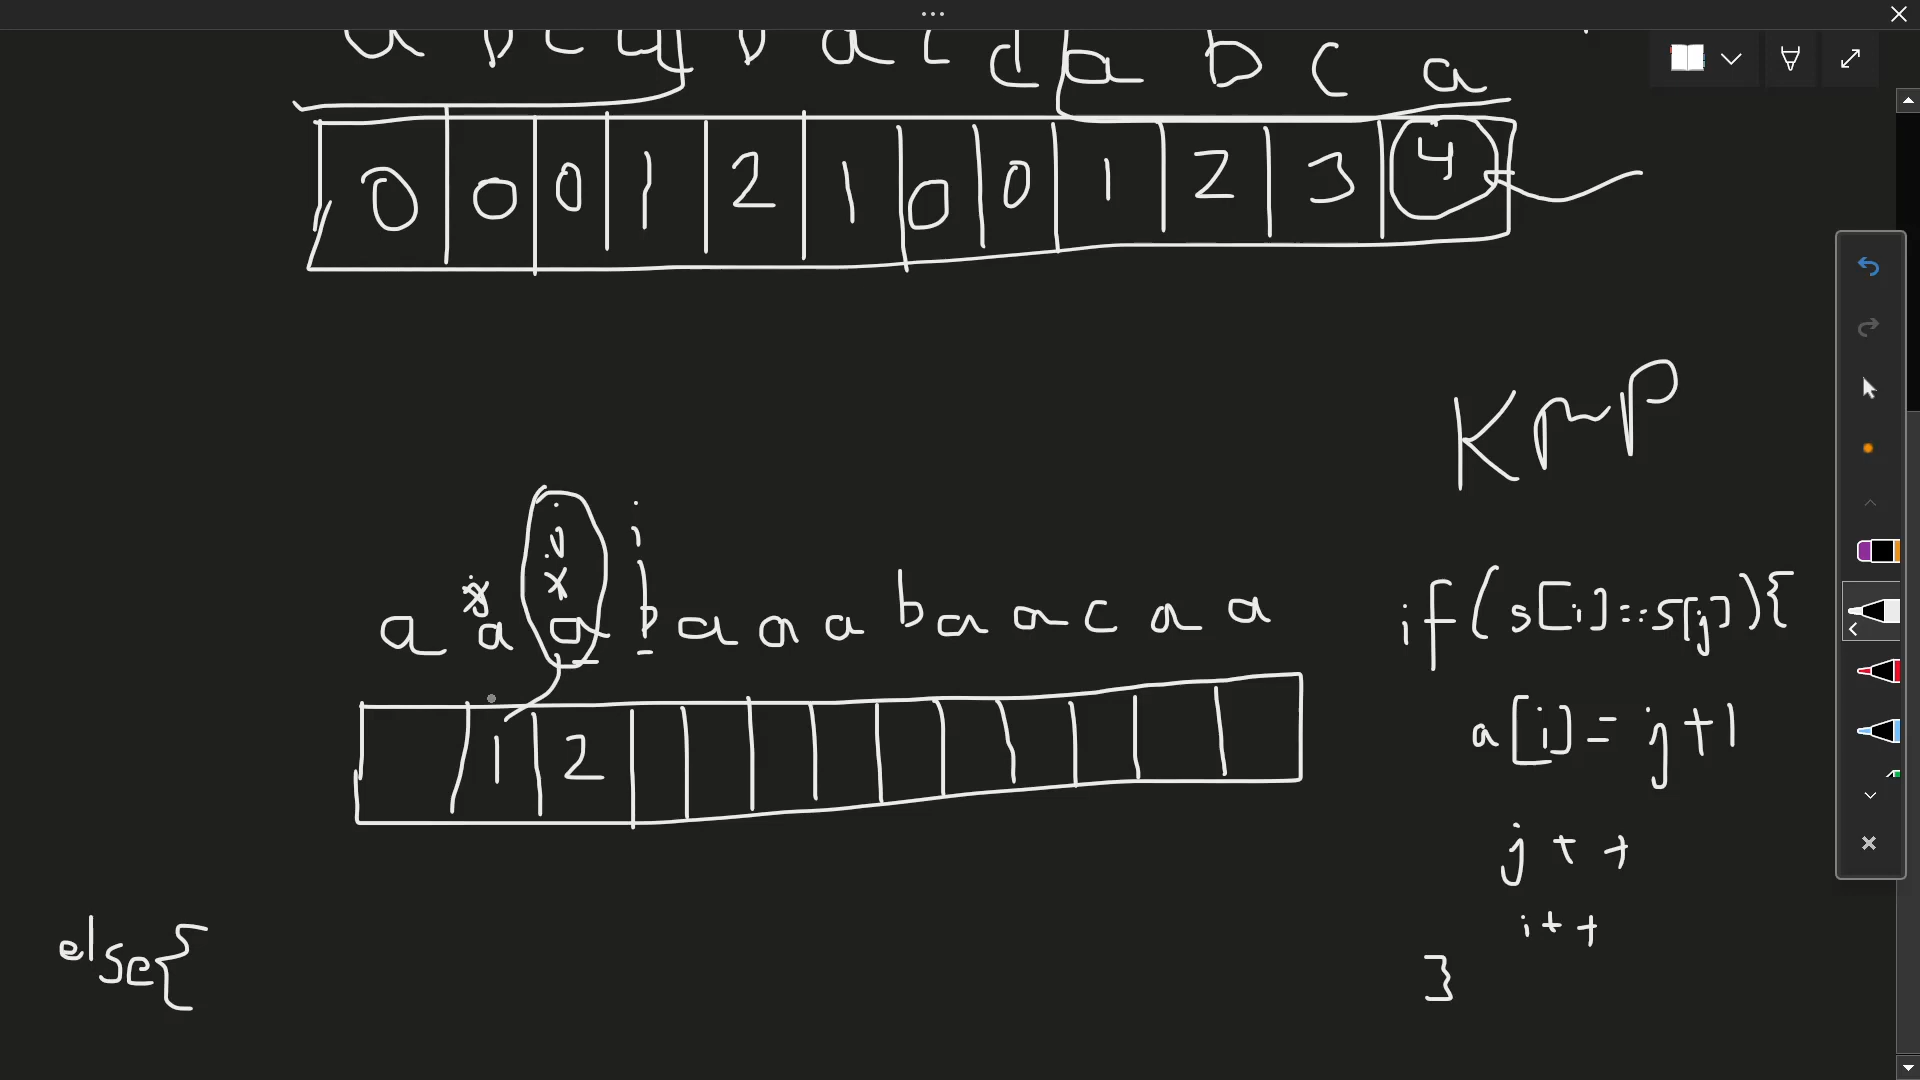 a b c a b a c d a b c a
0 0 0 1 2 1 0 0 1 2 3 4
KMP
j i
a a a b a a a b a a c a a
1 2
if(s[i]==s[j]){
a[i]=j+1
j++
i++
}
else{